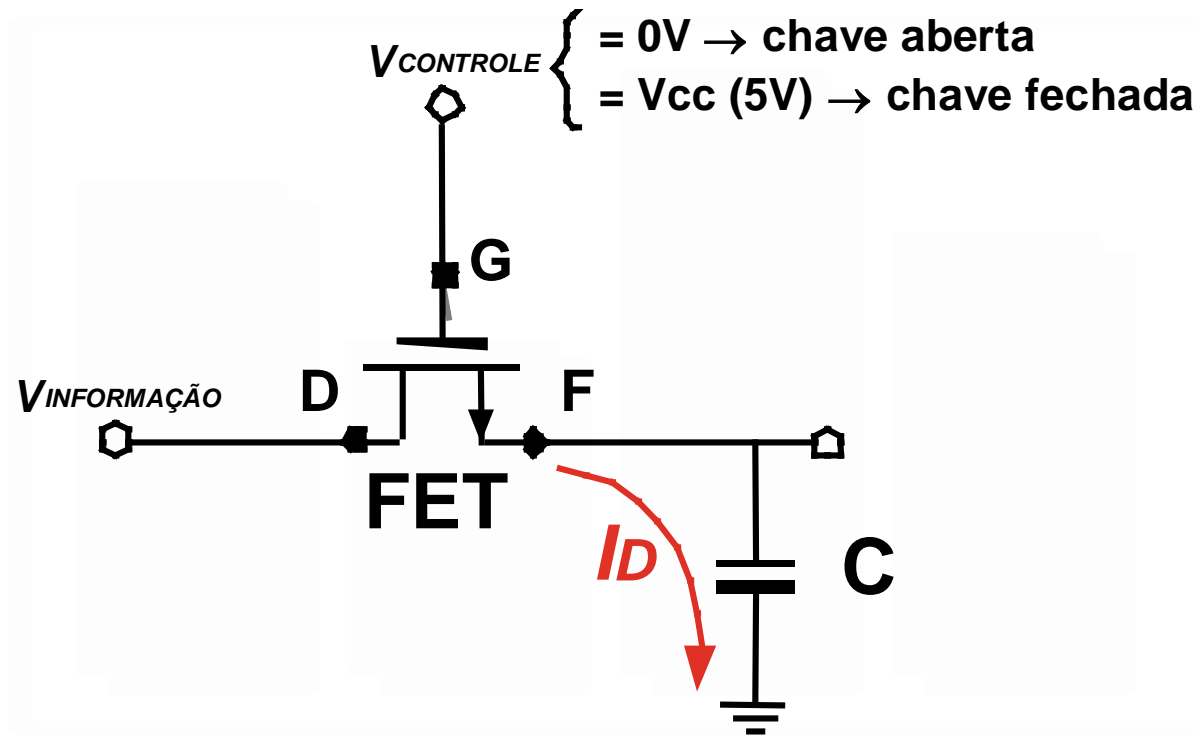 VCONTROLE
= 0V → chave aberta
= Vcc (5V) → chave fechada
G
VINFORMAÇÃO
D
F
FET
ID
C